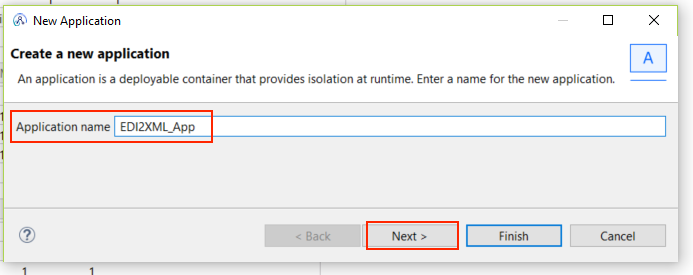 New Application
Create a new application
An application is a deployable container that provides isolation at runtime. Enter a name for the new application.
A
Application name EDI2XML_App
? < Back Next > Finish Cancel
1 1